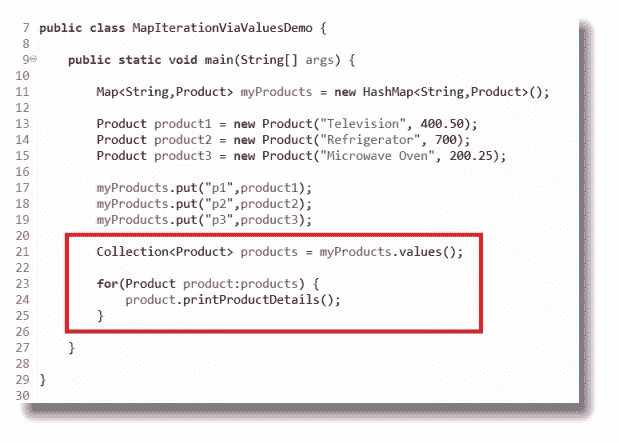 7 public class MapIterationViaValuesDemo {
8
9 public static void main(String[] args) {
10
11 Map<String,Product> myProducts = new HashMap<String,Product>();
12
13 Product product1 = new Product("Television", 400.50);
14 Product product2 = new Product("Refrigerator", 700);
15 Product product3 = new Product("Microwave Oven", 200.25);
16
17 myProducts.put("p1",product1);
18 myProducts.put("p2",product2);
19 myProducts.put("p3",product3);
20
21 Collection<Product> products = myProducts.values();
22
23 for(Product product:products) {
24 product.printProductDetails();
25 }
26
27 }
28
29 }
30